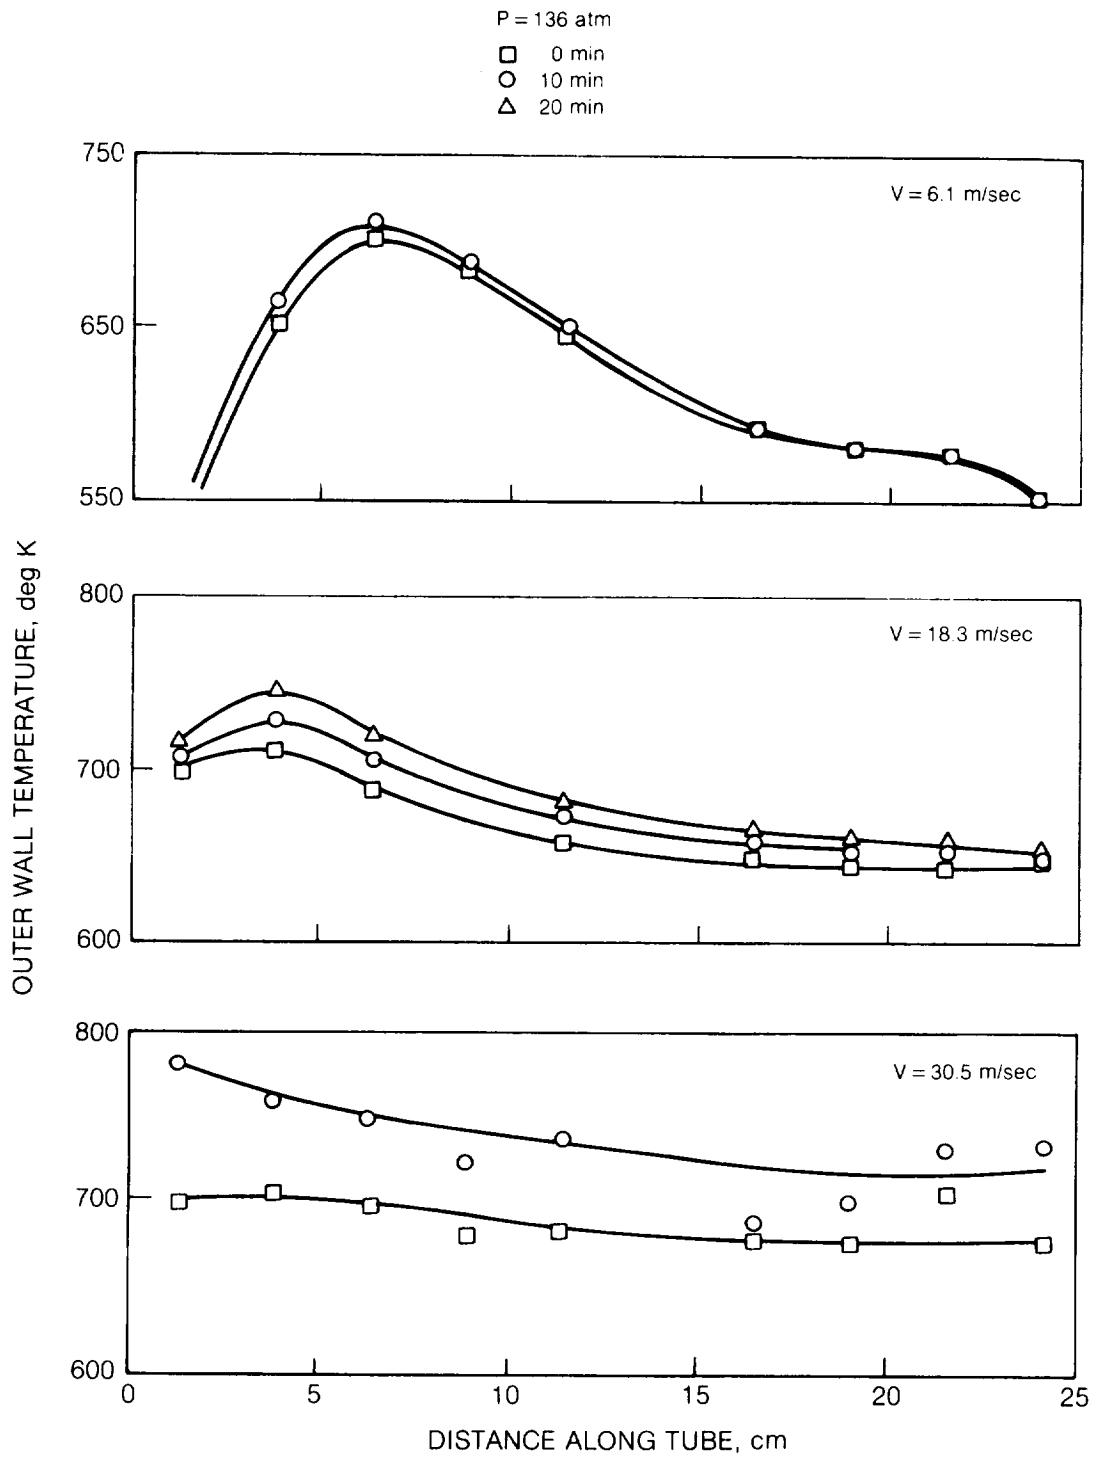 P = 136 atm
0 min
10 min
20 min
750
V = 6.1 m/sec
650
550
OUTER WALL TEMPERATURE, deg K
800
V = 18.3 m/sec
700
600
800
V = 30.5 m/sec
700
600
0 5 10 15 20 25
DISTANCE ALONG TUBE, cm